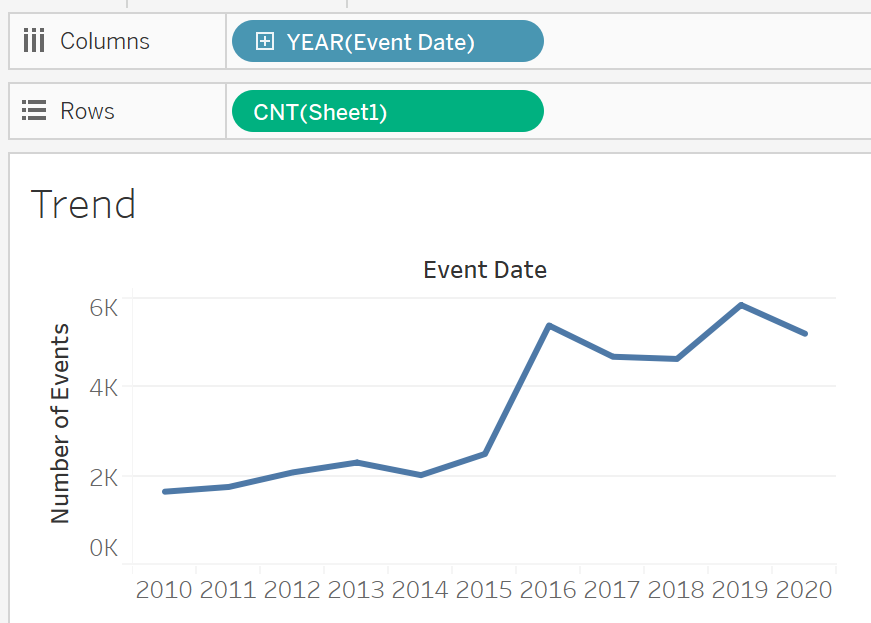 Columns
YEAR(Event Date)
Rows
CNT(Sheet1)
Trend
Event Date
Number of Events
6K
4K
2K
0K
2010 2011 2012 2013 2014 2015 2016 2017 2018 2019 2020